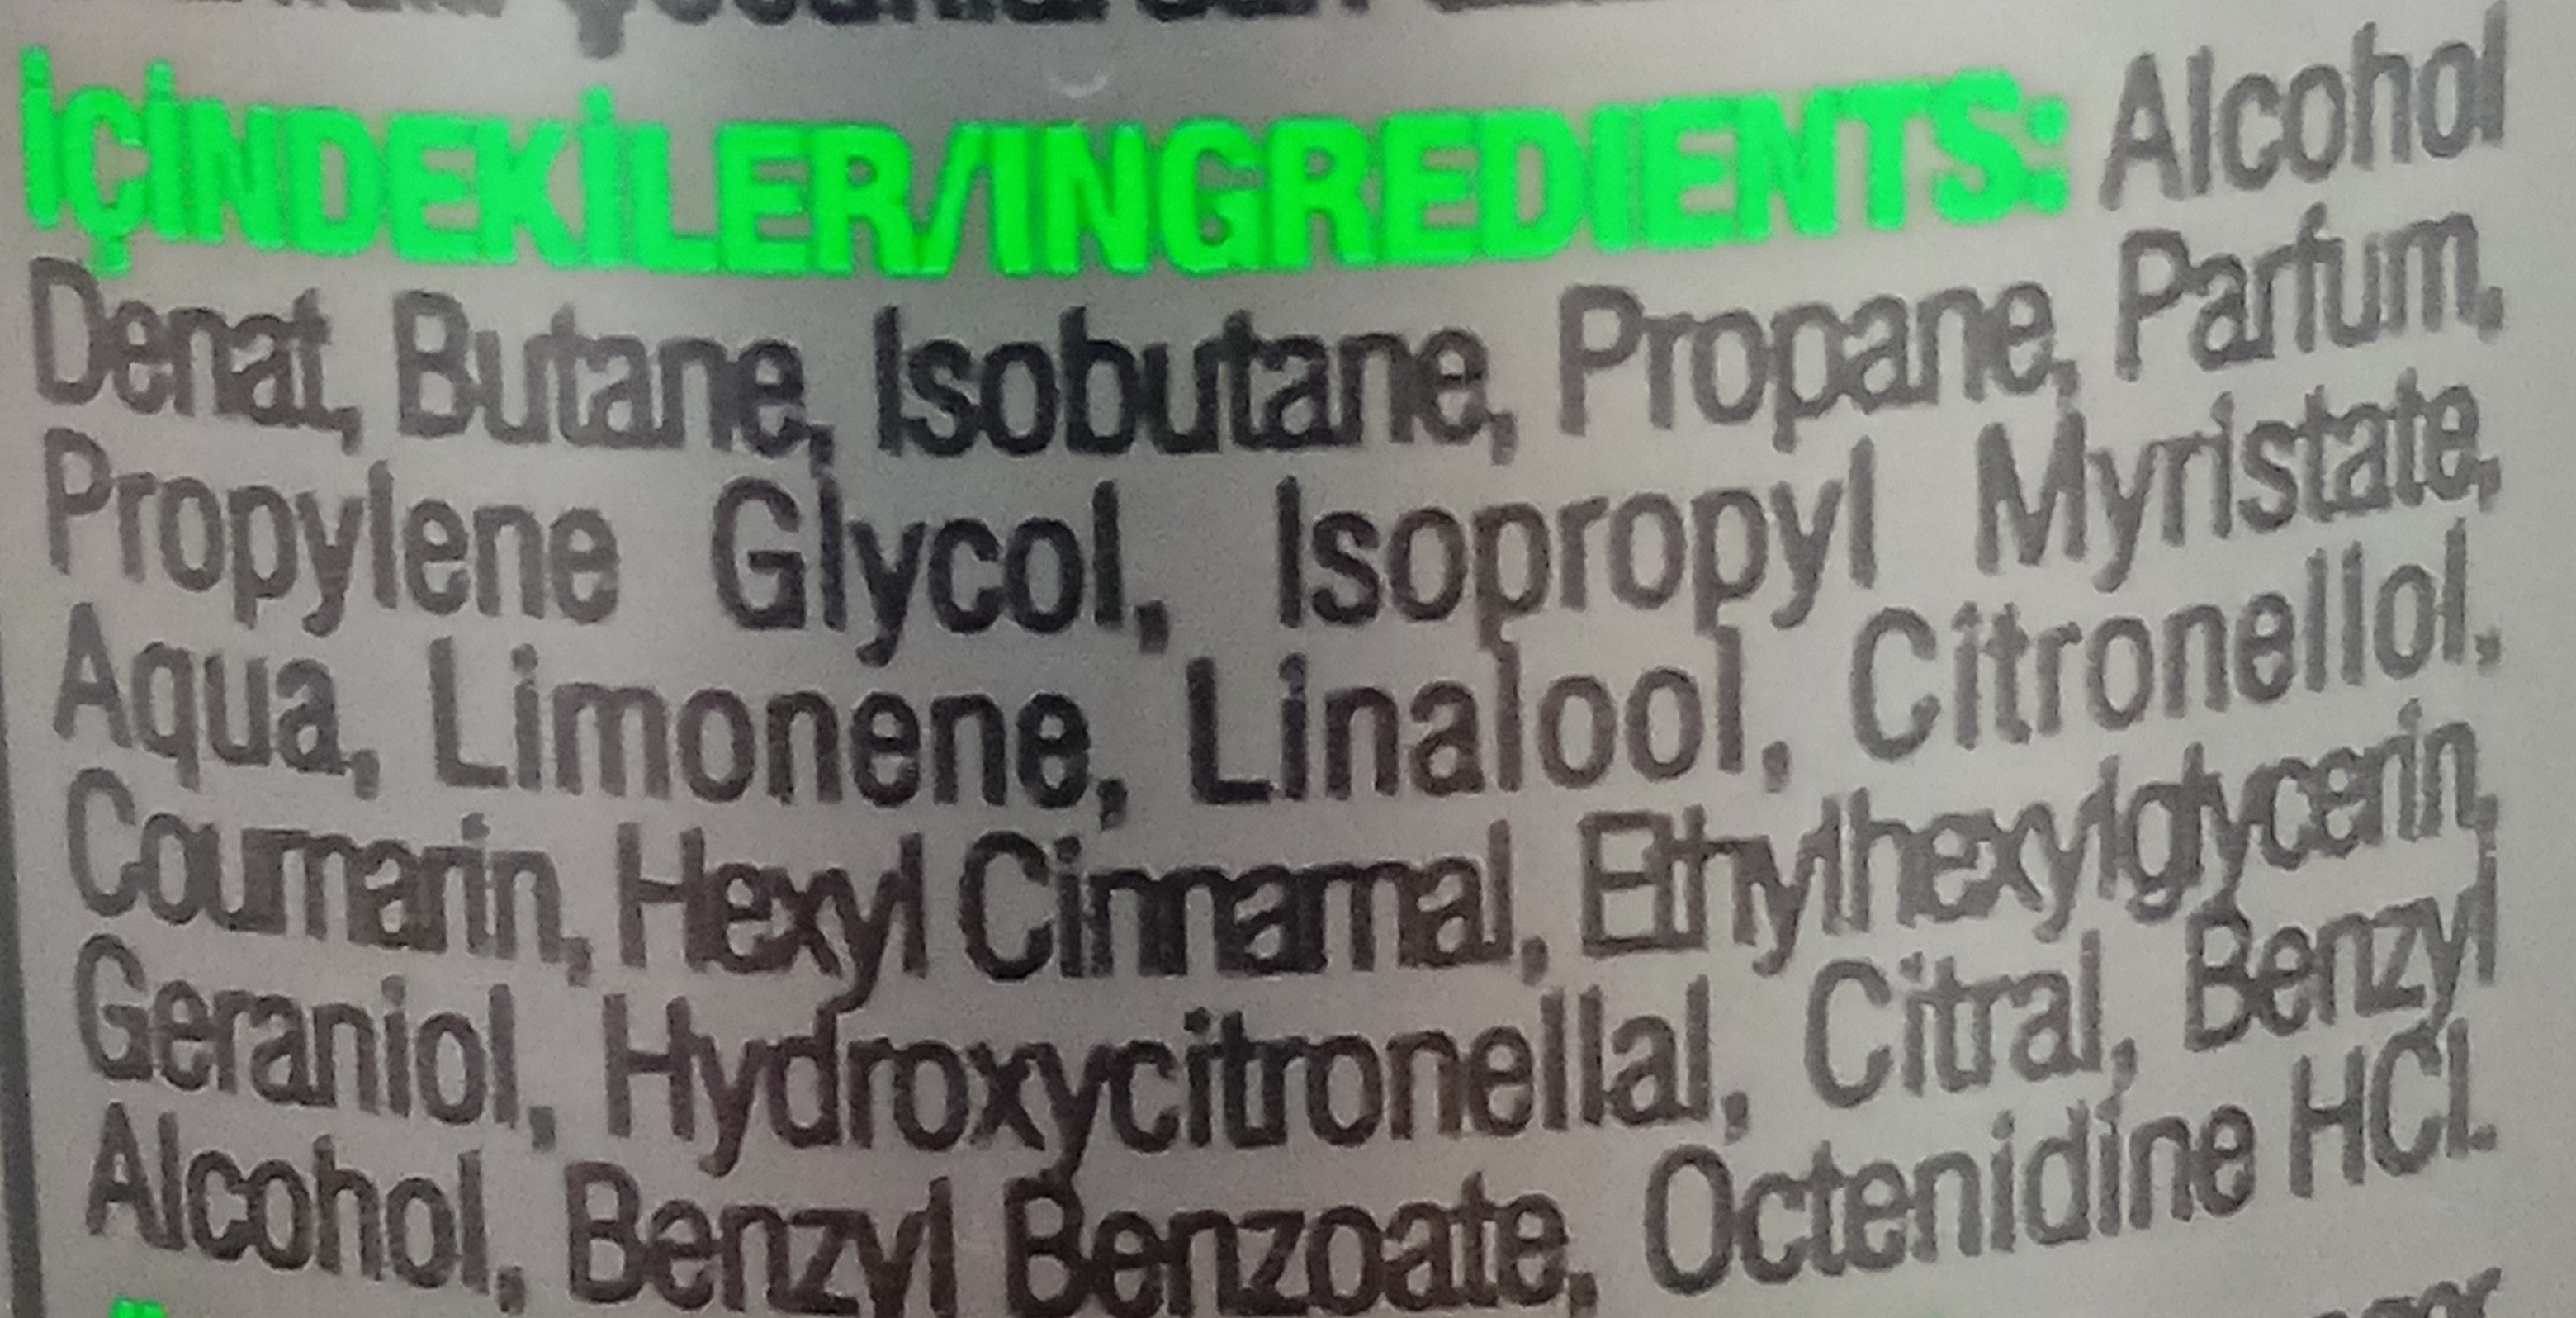 İÇİNDEKİLER/INGREDIENTS: Alcohol
Denat, Butane, Isobutane, Propane, Parfum,
Propylene Glycol, Isopropyl Myristate,
Aqua, Limonene, Linalool, Citronellol,
Coumarin, Hexyl Cinnamal, Ethylhexylglycerin,
Geraniol, Hydroxycitronellal, Citral, Benzyl
Alcohol, Benzyl Benzoate, Octenidine HCl.